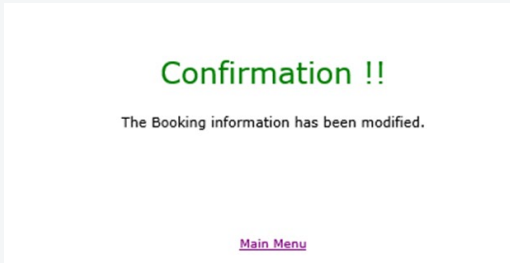 Confirmation !!
The Booking information has been modified.
Main Menu